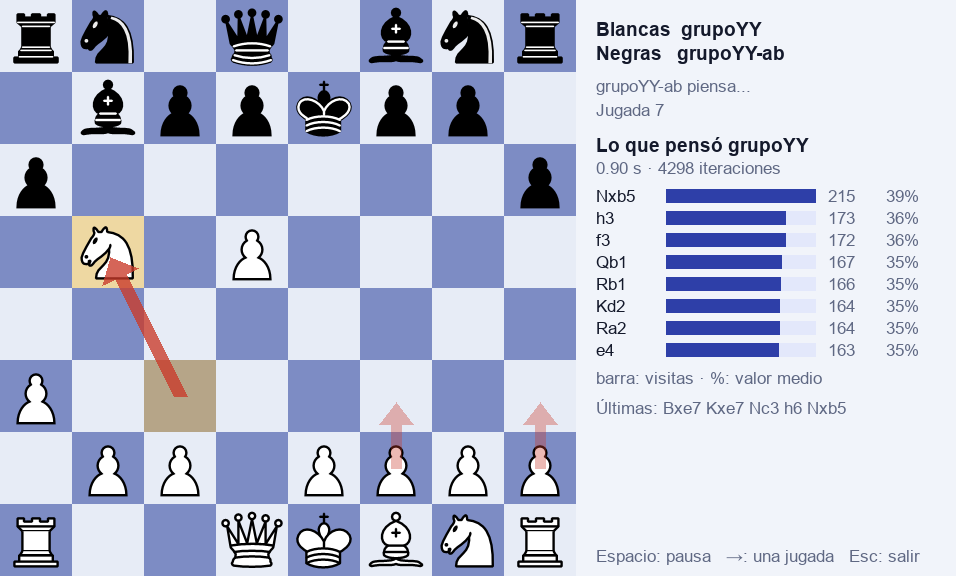 Blancas grupoYY
Negras grupoYY-ab
grupoYY-ab piensa...
Jugada 7
Lo que pensó grupoYY
0.90 s · 4298 iteraciones
Nxb5 215 39%
h3 173 36%
f3 172 36%
Qb1 167 35%
Rb1 166 35%
Kd2 164 35%
Ra2 164 35%
e4 163 35%
barra: visitas · %: valor medio
Últimas: Bxe7 Kxe7 Nc3 h6 Nxb5
Espacio: pausa →: una jugada Esc: salir